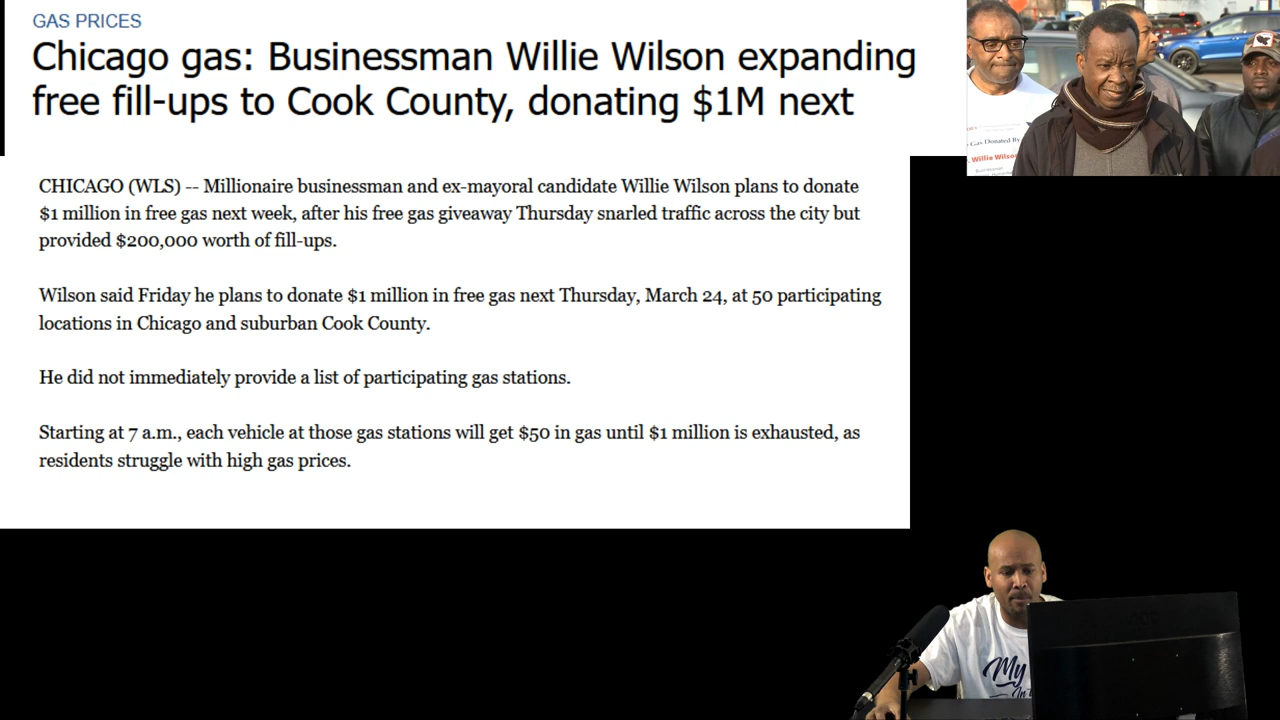 GAS PRICES
Chicago gas: Businessman Willie Wilson expanding
free fill-ups to Cook County, donating $1M next
CHICAGO (WLS) -- Millionaire businessman and ex-mayoral candidate Willie Wilson plans to donate
$1 million in free gas next week, after his free gas giveaway Thursday snarled traffic across the city but
provided $200,000 worth of fill-ups.
Wilson said Friday he plans to donate $1 million in free gas next Thursday, March 24, at 50 participating
locations in Chicago and suburban Cook County.
He did not immediately provide a list of participating gas stations.
Starting at 7 a.m., each vehicle at those gas stations will get $50 in gas until $1 million is exhausted, as
residents struggle with high gas prices.
Gas Donated By
Willie Wilson
My
In
AOC